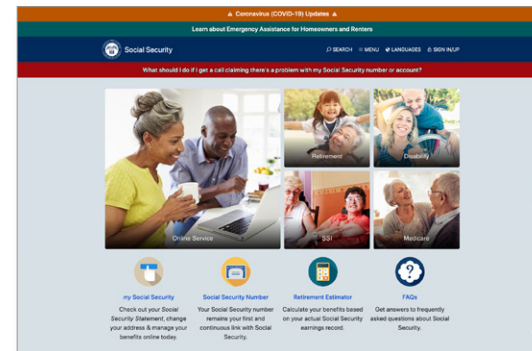 Coronavirus (COVID-19) Updates
Learn about Emergency Assistance for Homeowners and Renters
Social Security
SEARCH MENU LANGUAGES SIGN IN/UP
What should I do if I get a call claiming there's a problem with my Social Security number or account?
Retirement
Disability
Online Service
SSI
Medicare
my Social Security
Check out your Social
Security Statement, change
your address & manage your
benefits online today.
Social Security Number
Your Social Security number
remains your first and
continuous link with Social
Security.
Retirement Estimator
Calculate your benefits based
on your actual Social Security
earnings record.
FAQs
Get answers to frequently
asked questions about Social
Security.